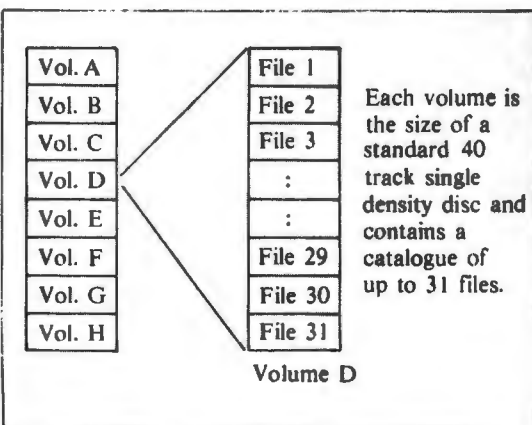 Vol. A
Vol. B
Vol. C
Vol. D
Vol. E
Vol. F
Vol. G
Vol. H
File 1
File 2
File 3
:
:
File 29
File 30
File 31
Volume D
Each volume is
the size of a
standard 40
track single
density disc and
contains a
catalogue of
up to 31 files.